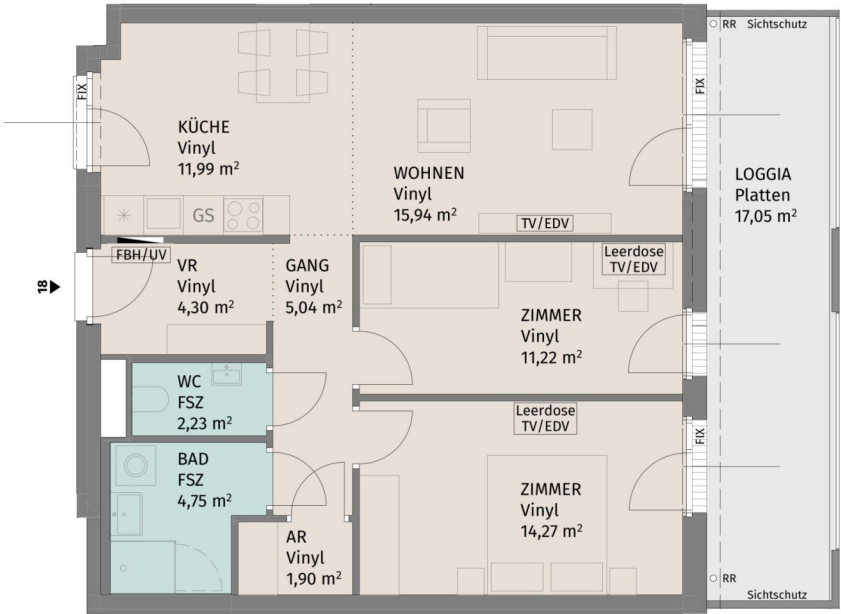 RR Sichtschutz
FIX
FIX
KÜCHE
Vinyl
11,99 m²
WOHNEN
Vinyl
15,94 m²
LOGGIA
Platten
17,05 m²
GS
TV/EDV
FBH/UV
VR
Vinyl
4,30 m²
GANG
Vinyl
5,04 m²
Leerdose
TV/EDV
18
ZIMMER
Vinyl
11,22 m²
WC
FSZ
2,23 m²
Leerdose
TV/EDV
FIX
BAD
FSZ
4,75 m²
ZIMMER
Vinyl
14,27 m²
AR
Vinyl
1,90 m²
RR
Sichtschutz